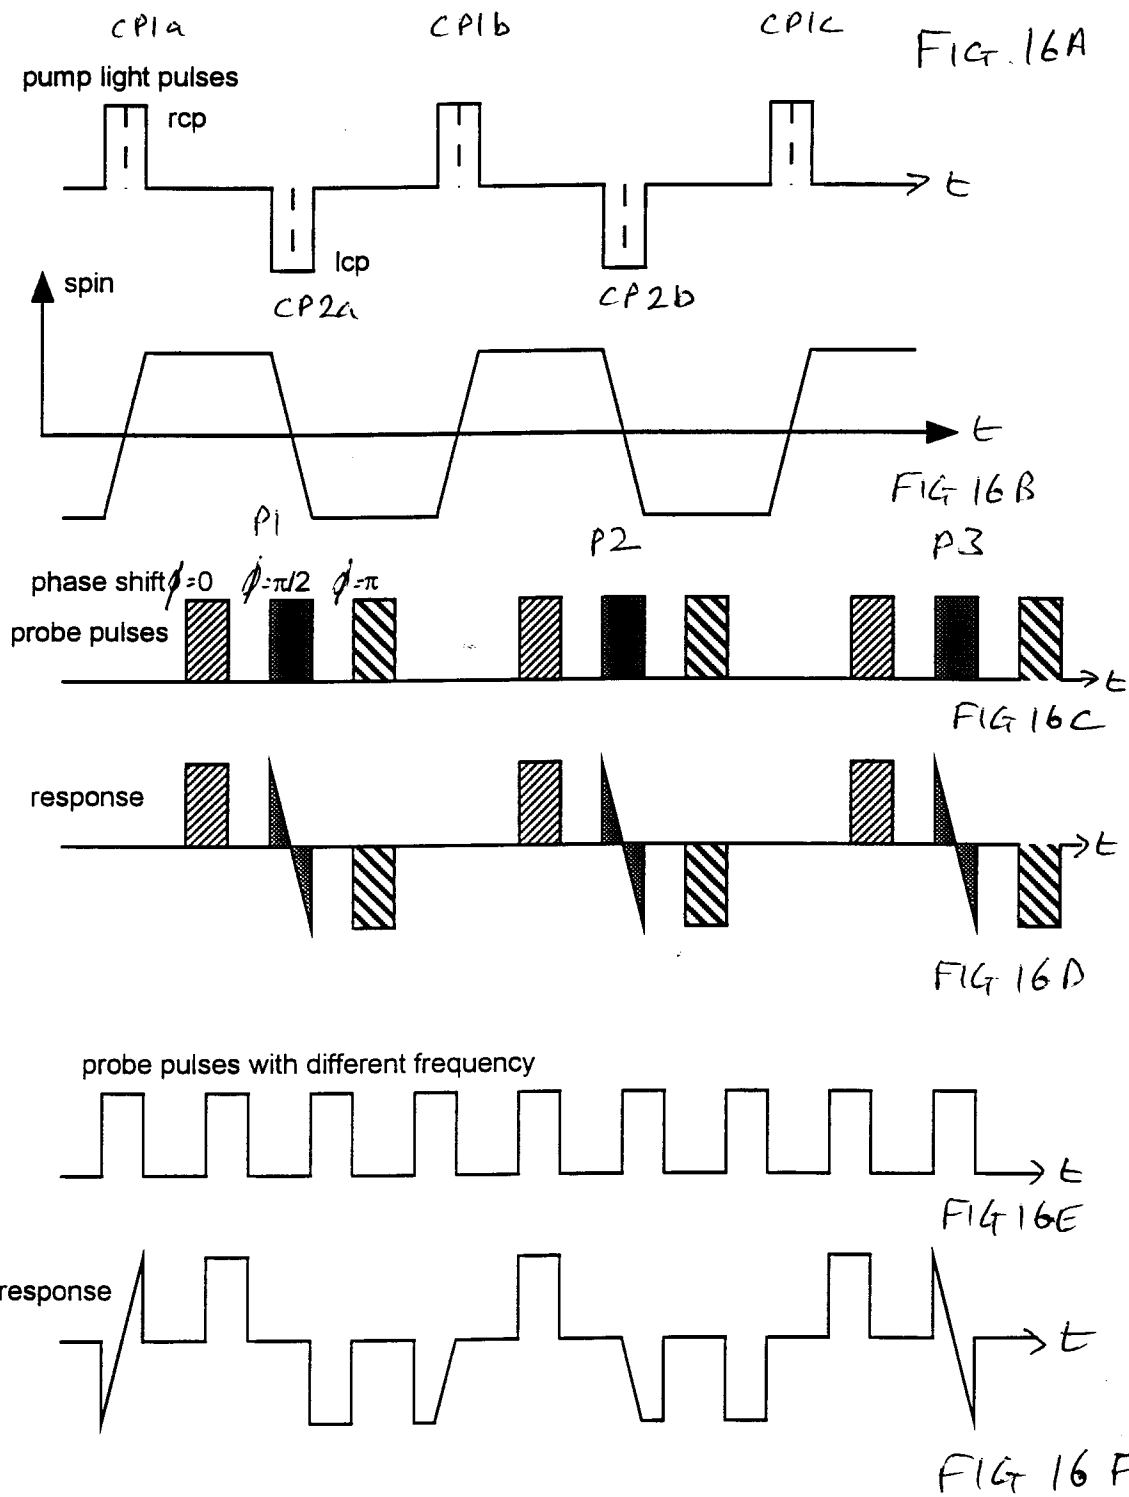 CP1a CP1b CP1c FIG. 16A
pump light pulses
rcp
t
lcp
spin
CP2a CP2b
t
FIG 16B
P1 P2 P3
phase shift ϕ=0 ϕ=π/2 ϕ=π
probe pulses
t
FIG 16C
response
t
FIG 16D
probe pulses with different frequency
t
FIG 16E
response
t
FIG 16 F